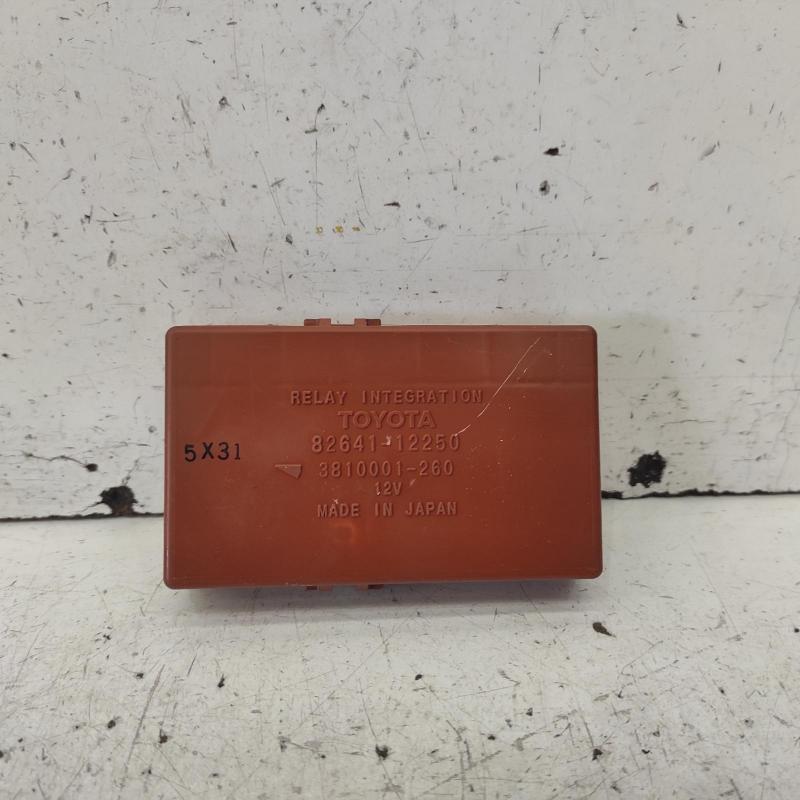 RELAY INTEGRATION
TOYOTA
82641-12250
5X31
3810001-260
12V
MADE IN JAPAN